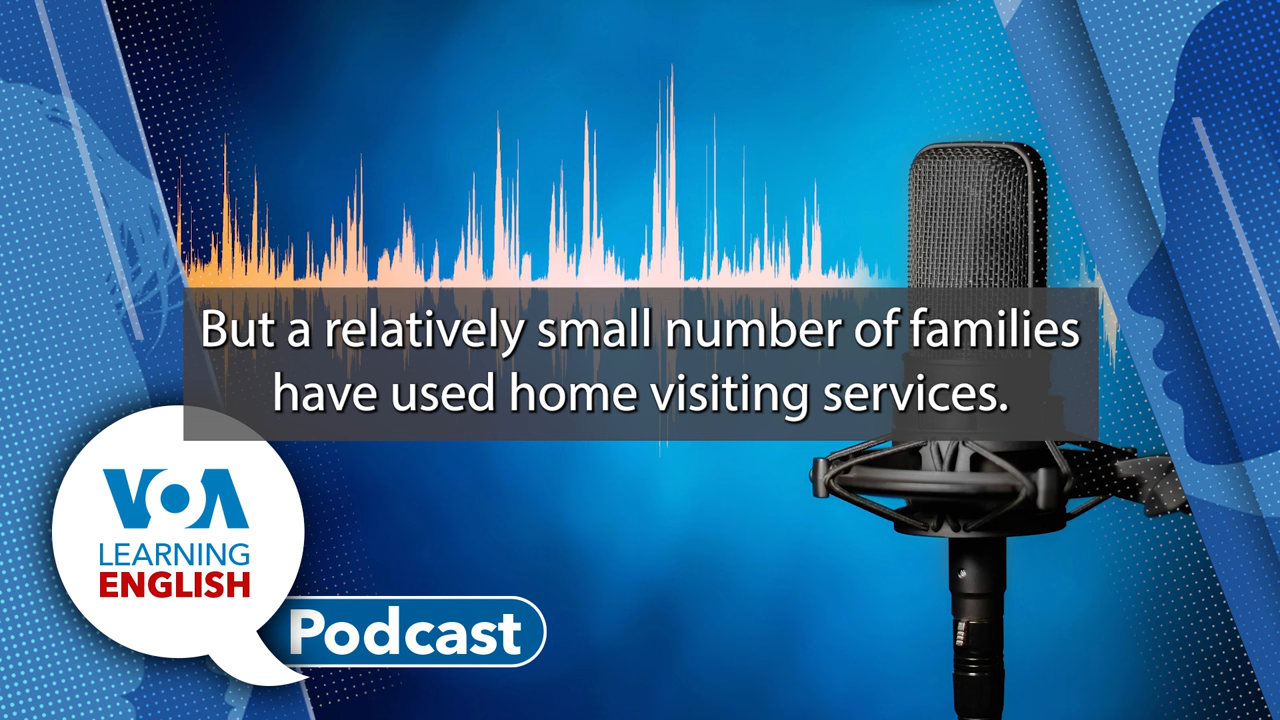 But a relatively small number of families
have used home visiting services.
VOA
LEARNING
ENGLISH
Podcast